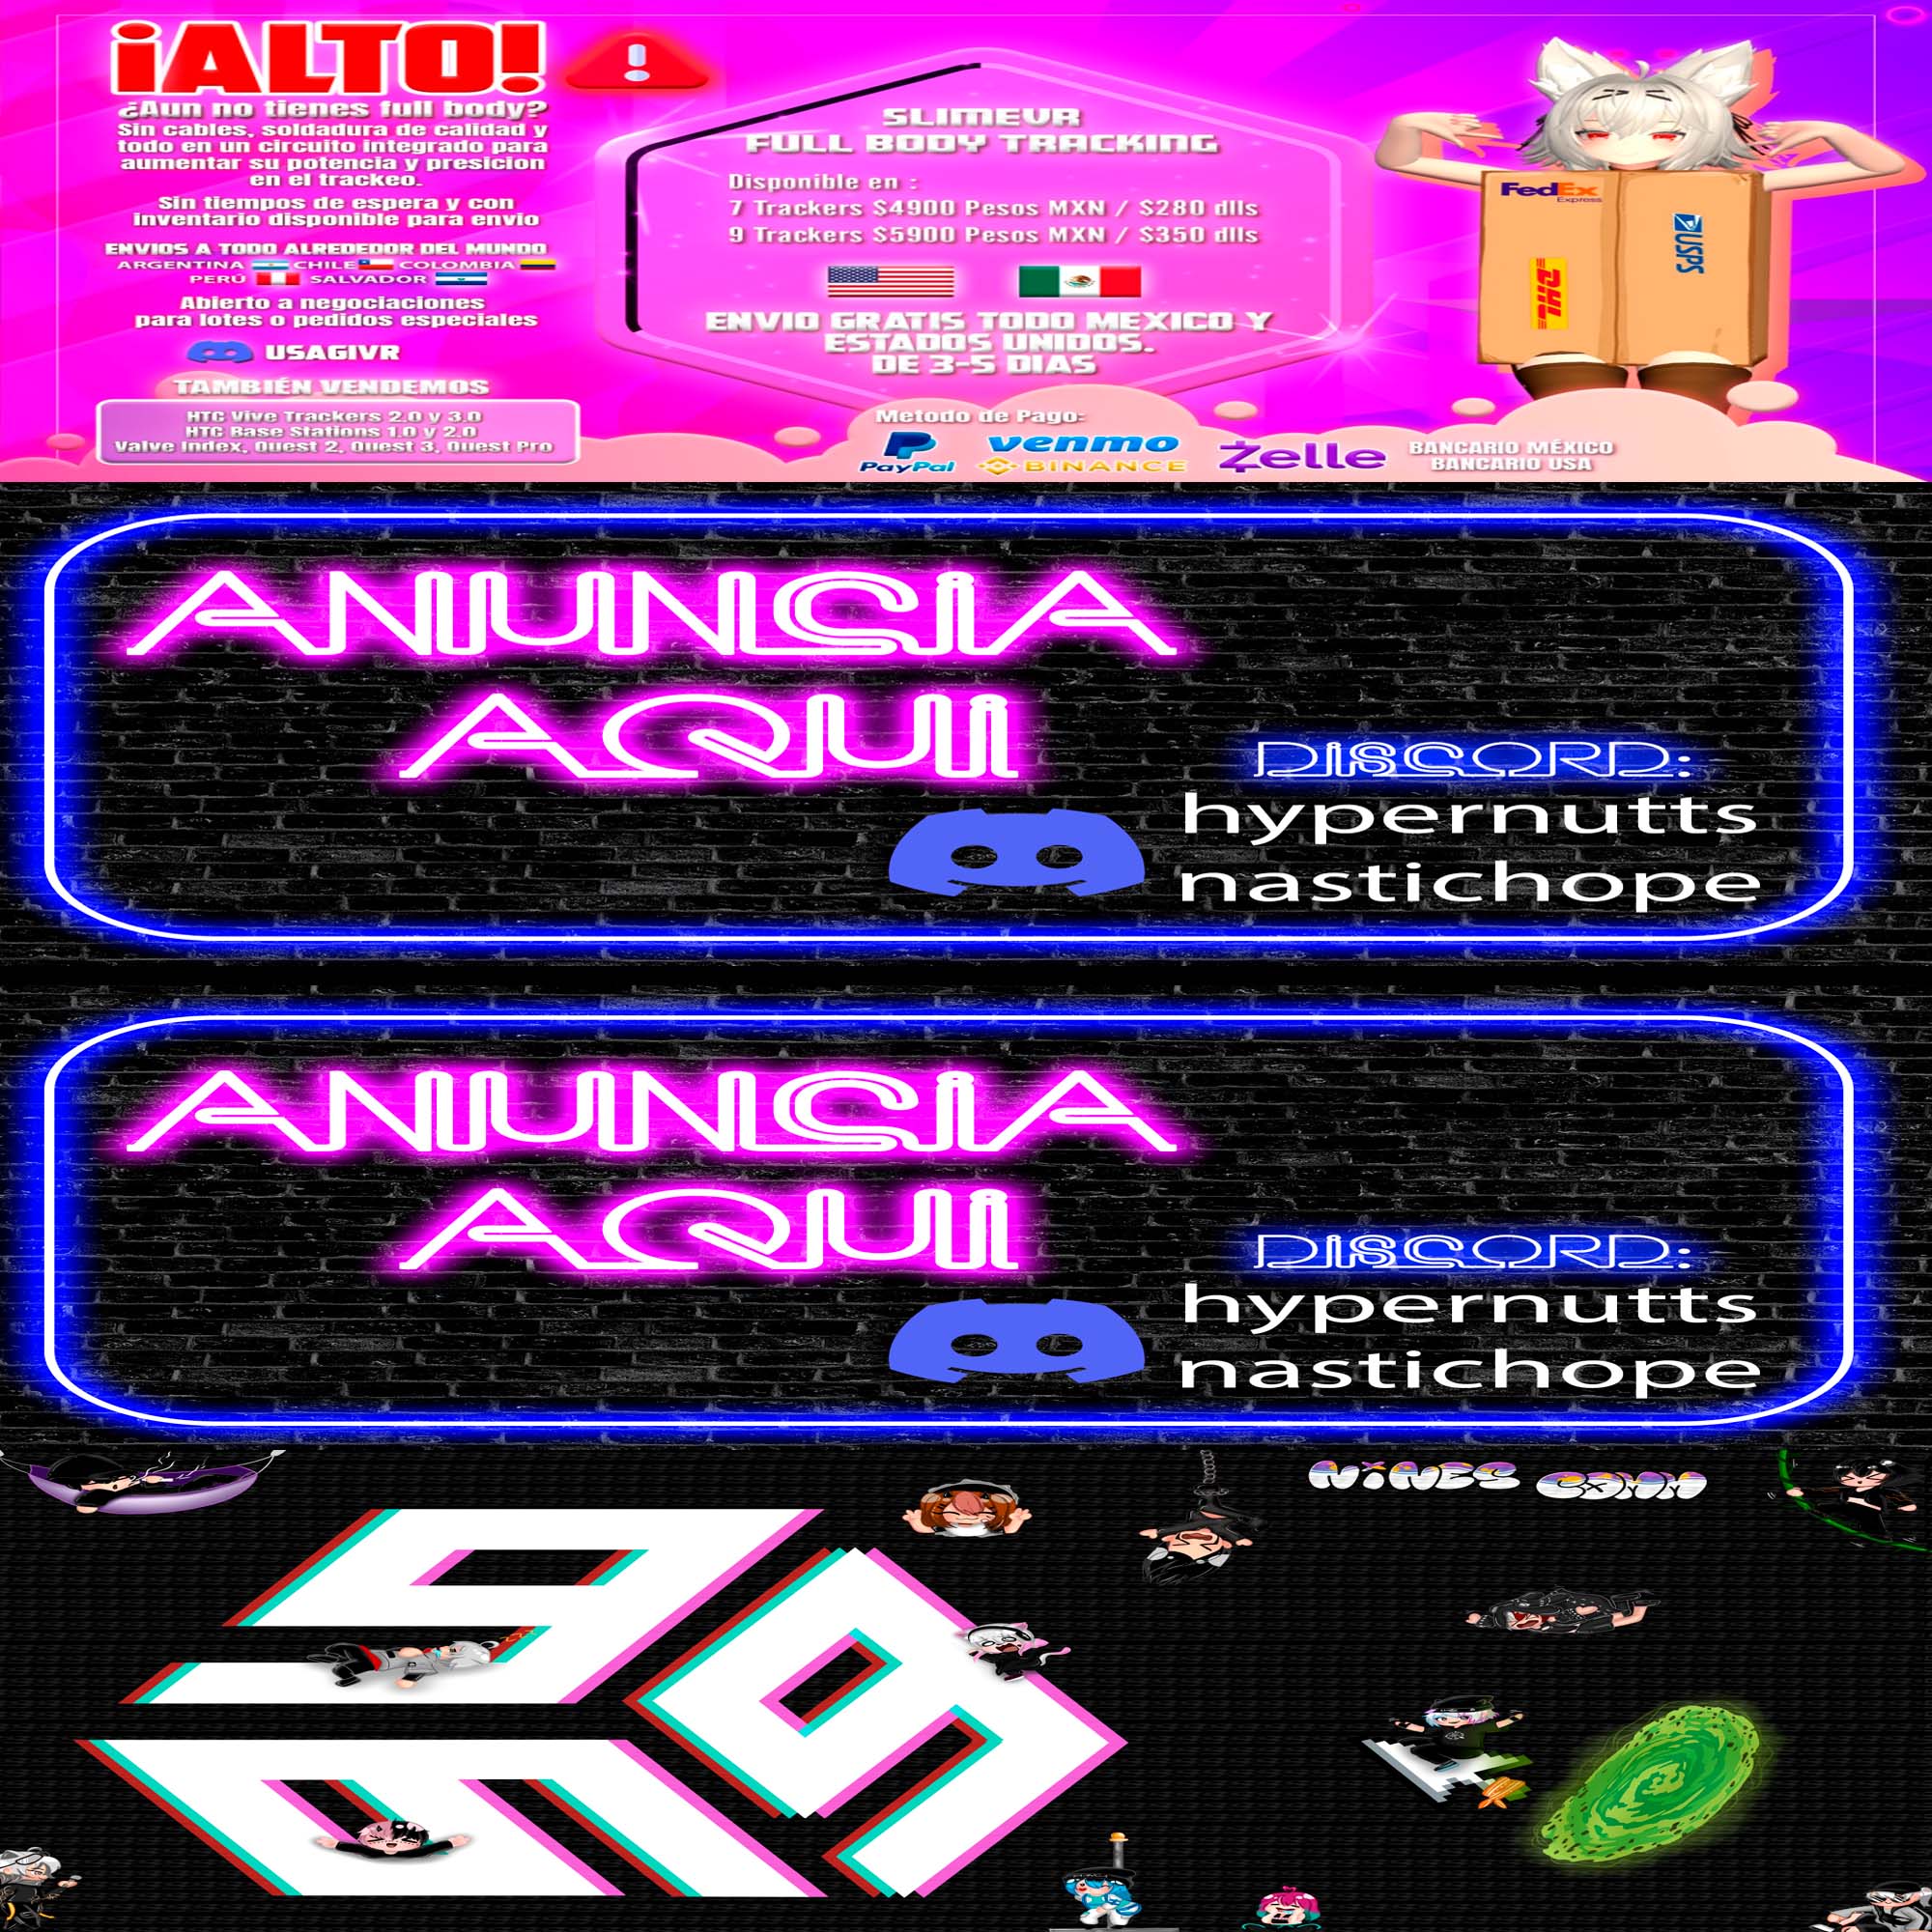 ¡ALTO!
¿Aun no tienes full body?
Sin cables, soldadura de calidad y
todo en un circuito integrado para
aumentar su potencia y presicion
en el trackeo.
Sin tiempos de espera y con
inventario disponible para envio
ENVIOS A TODO ALREDEDOR DEL MUNDO
ARGENTINA CHILE COLOMBIA
PERÚ SALVADOR
Abierto a negociaciones
para lotes o pedidos especiales
USAGIVR
TAMBIÉN VENDEMOS
HTC Vive Trackers 2.0 y 3.0
HTC Base Stations 1.0 y 2.0
Valve Index, Quest 2, Quest 3, Quest Pro
SLIMEVR
FULL BODY TRACKING
Disponible en :
7 Trackers $4900 Pesos MXN / $280 dlls
9 Trackers $5900 Pesos MXN / $350 dlls
ENVIO GRATIS TODO MEXICO Y
ESTADOS UNIDOS.
DE 3-5 DIAS
Metodo de Pago:
PayPal
venmo
BINANCE
Zelle
BANCARIO MÉXICO
BANCARIO USA
FedEx
Express
USPS
DHL
ANUNCIA
AQUI
DISCORD:
hypernutts
nastichope
ANUNCIA
AQUI
DISCORD:
hypernutts
nastichope
NINES COMM